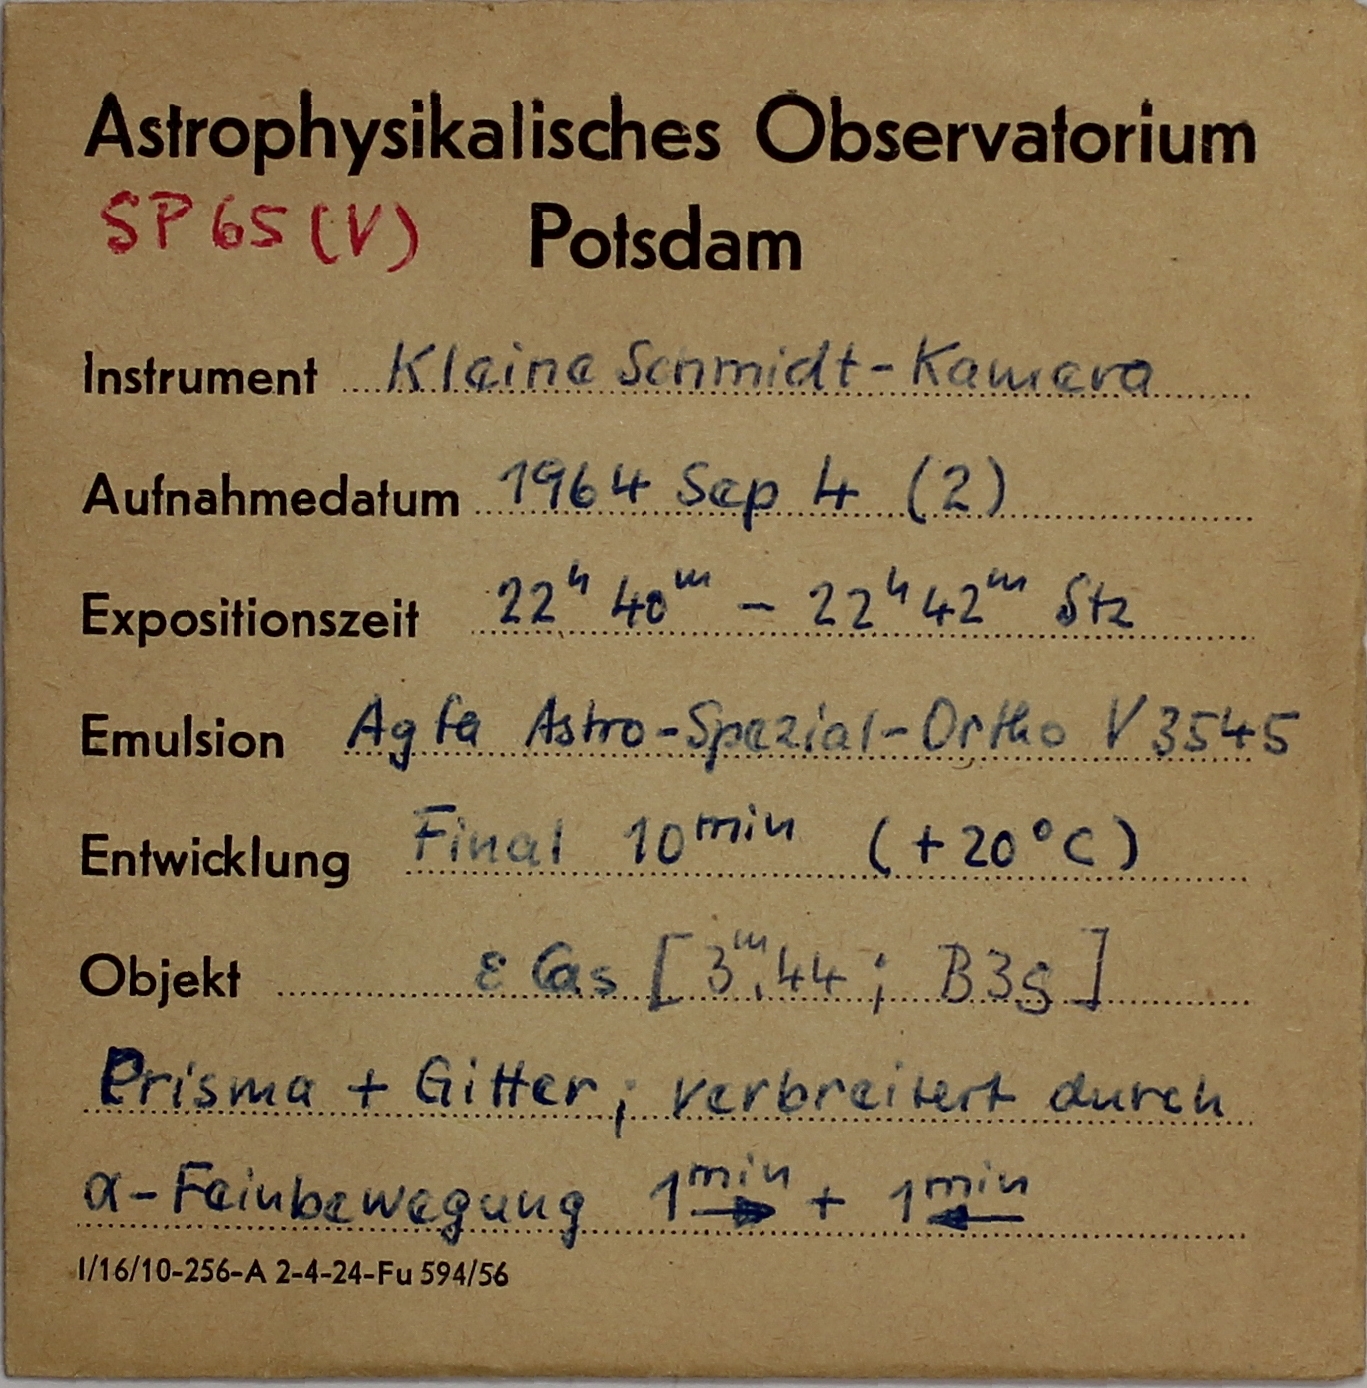 Astrophysikalisches Observatorium
SP 65 (V) Potsdam
Instrument Kleine Schmidt-Kamera
Aufnahmedatum 1964 Sep 4 (2)
Expositionszeit 22ʰ 40ᵐ – 22ʰ 42ᵐ Stz
Emulsion Agfa Astro-Spezial-Ortho V 3545
Entwicklung Final 10ᵐⁱⁿ (+20°C)
Objekt ε Cas [3ᵐ.44; B3s]
Prisma + Gitter; verbreitert durch
α-Feinbewegung 1ᵐⁱⁿ → + 1ᵐⁱⁿ ←
I/16/10-256-A 2-4-24-Fu 594/56